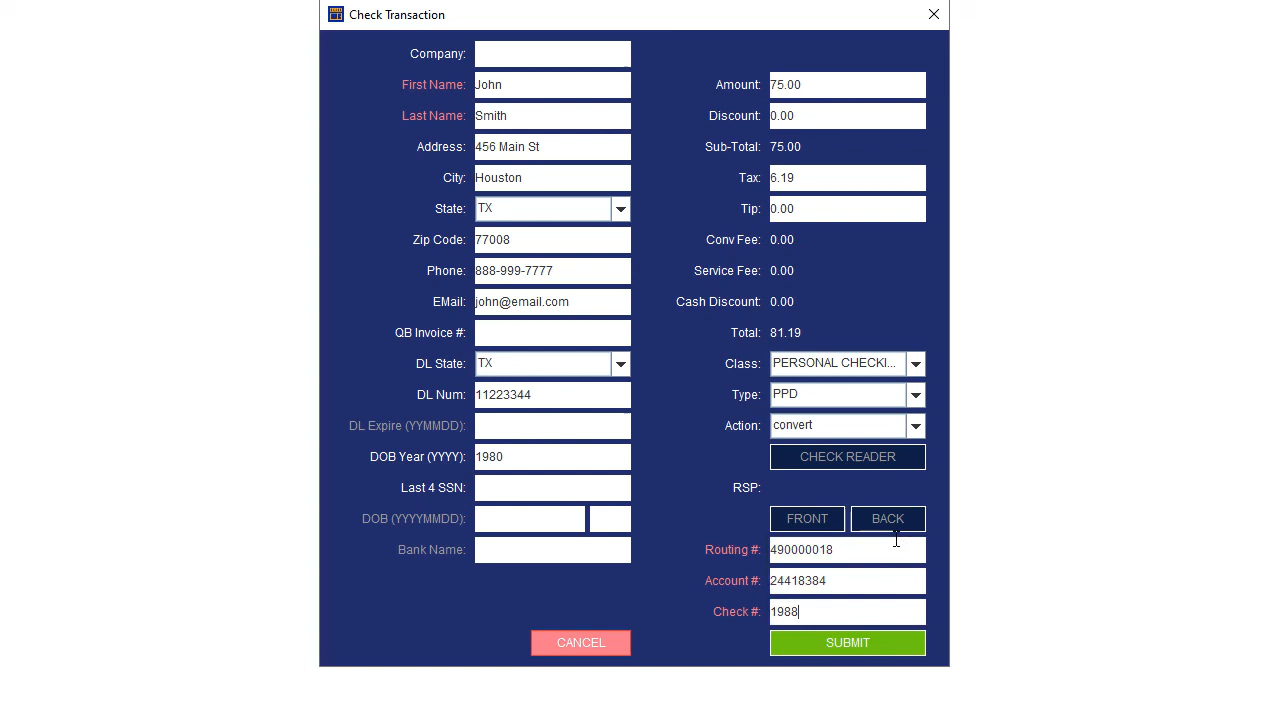 Check Transaction
Company:
First Name: John
Last Name: Smith
Address: 456 Main St
City: Houston
State: TX
Zip Code: 77008
Phone: 888-999-7777
EMail: john@email.com
QB Invoice #:
DL State: TX
DL Num: 11223344
DL Expire (YYMMDD):
DOB Year (YYYY): 1980
Last 4 SSN:
DOB (YYYYMMDD):
Bank Name:
CANCEL
Amount: 75.00
Discount: 0.00
Sub-Total: 75.00
Tax: 6.19
Tip: 0.00
Conv Fee: 0.00
Service Fee: 0.00
Cash Discount: 0.00
Total: 81.19
Class: PERSONAL CHECKI...
Type: PPD
Action: convert
CHECK READER
RSP:
FRONT BACK
Routing #: 490000018
Account #: 24418384
Check #: 1988
SUBMIT